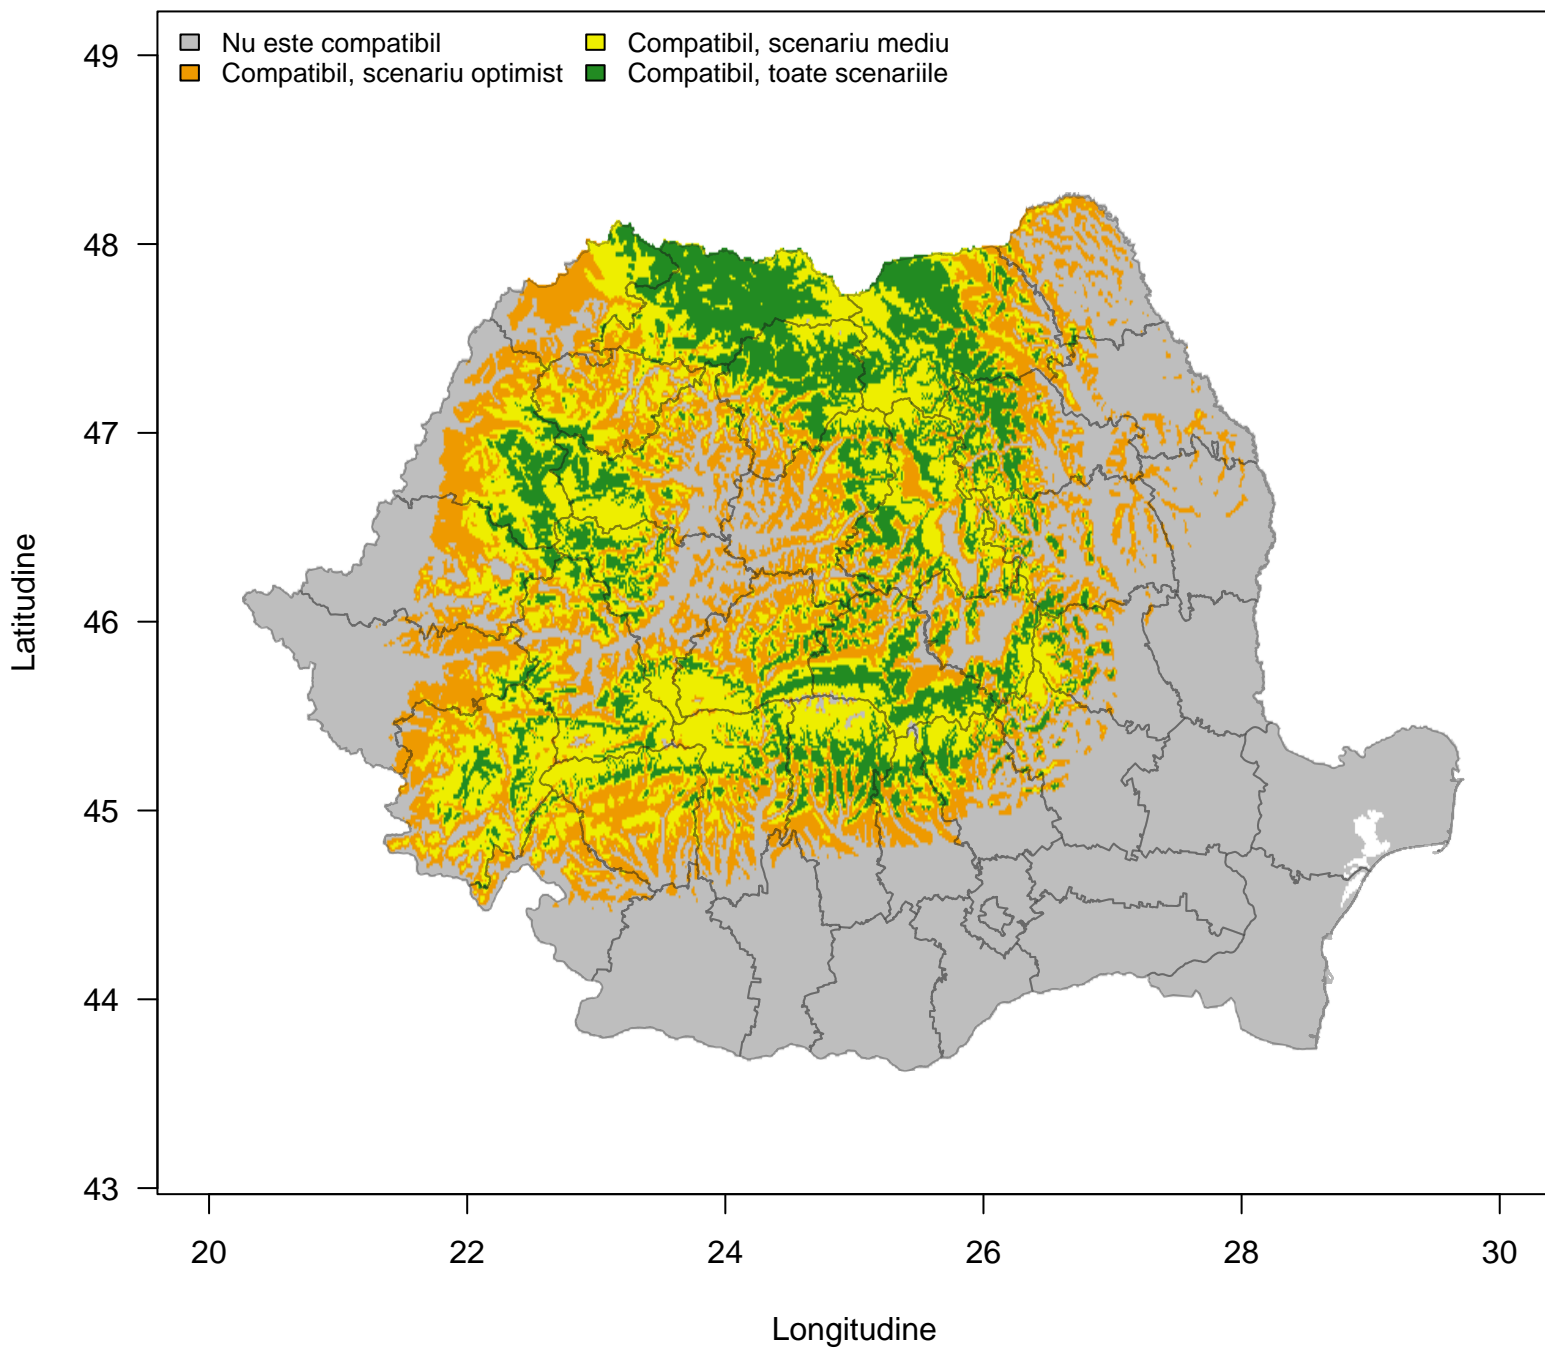 Nu este compatibil
Compatibil, scenariu optimist
Compatibil, scenariu mediu
Compatibil, toate scenariile
49
48
47
46
45
44
43
Latitudine
20 22 24 26 28 30
Longitudine